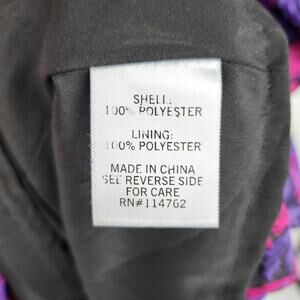 SHELL:
100% POLYESTER
LINING:
100% POLYESTER
MADE IN CHINA
SEE REVERSE SIDE
FOR CARE
RN#114762